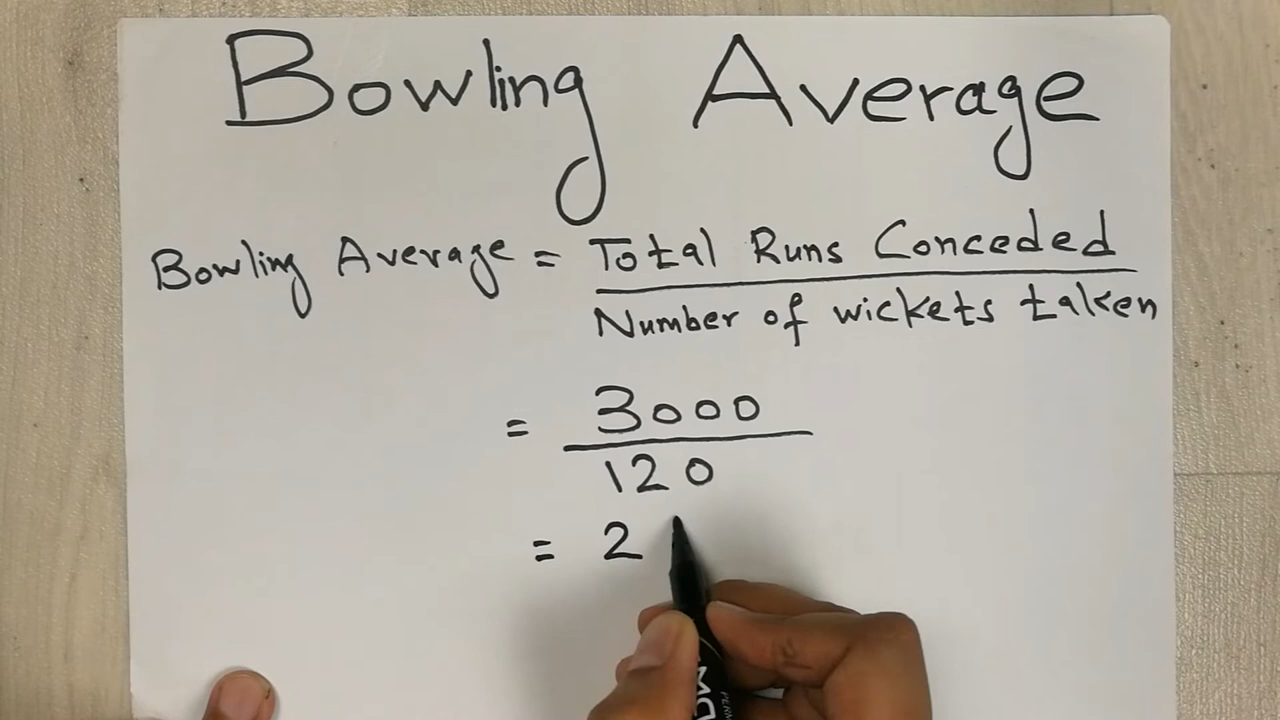 Bowling Average
Bowling Average = Total Runs Conceded
Number of wickets taken
= 3000
120
= 2